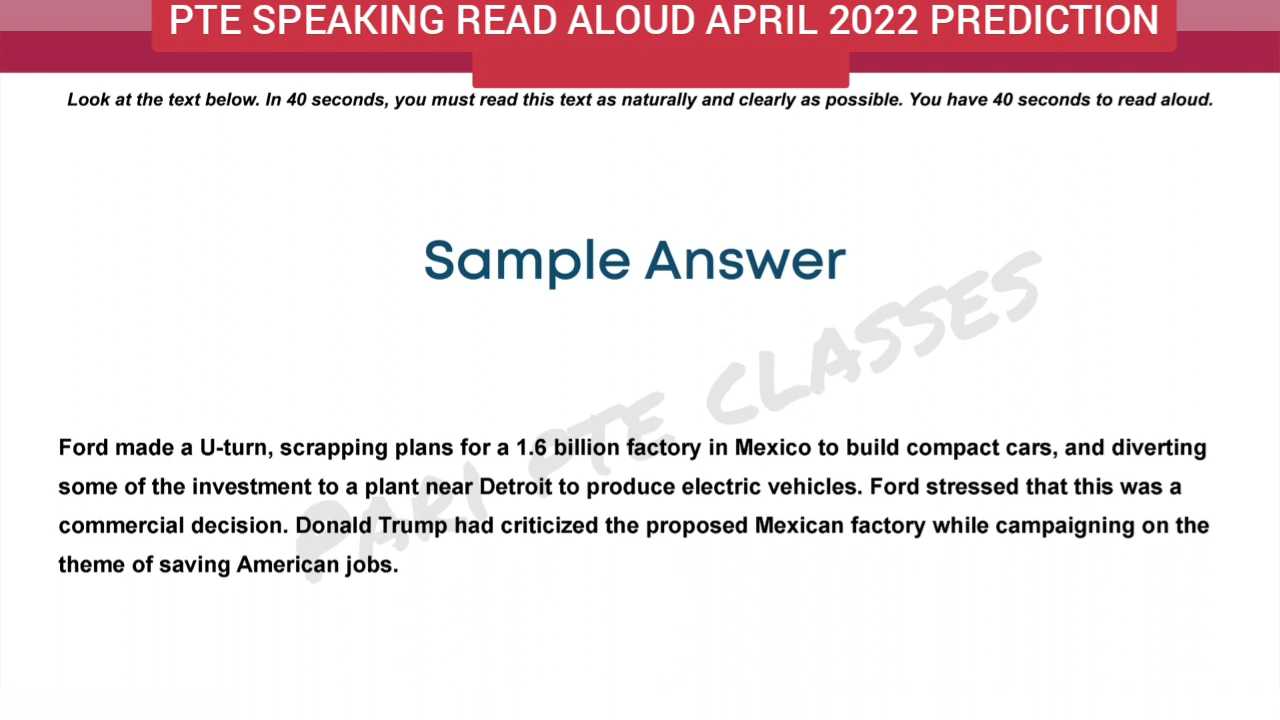 PTE SPEAKING READ ALOUD APRIL 2022 PREDICTION
Look at the text below. In 40 seconds, you must read this text as naturally and clearly as possible. You have 40 seconds to read aloud.
Sample Answer
PARI PTE CLASSES
Ford made a U-turn, scrapping plans for a 1.6 billion factory in Mexico to build compact cars, and diverting
some of the investment to a plant near Detroit to produce electric vehicles. Ford stressed that this was a
commercial decision. Donald Trump had criticized the proposed Mexican factory while campaigning on the
theme of saving American jobs.